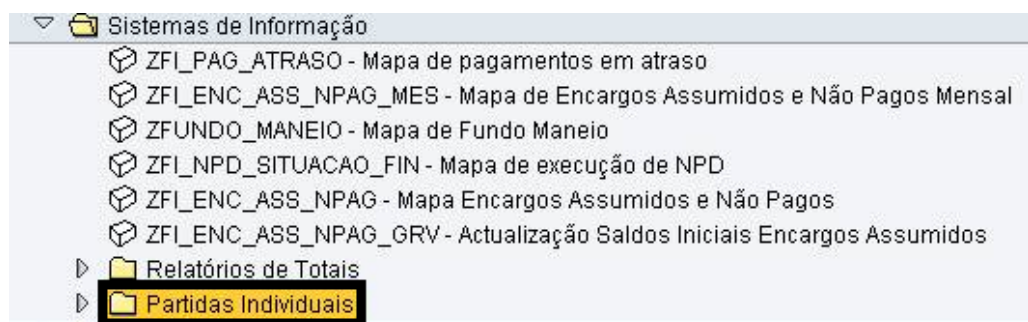 Sistemas de Informação
ZFI_PAG_ATRASO - Mapa de pagamentos em atraso
ZFI_ENC_ASS_NPAG_MES - Mapa de Encargos Assumidos e Não Pagos Mensal
ZFUNDO_MANEIO - Mapa de Fundo Maneio
ZFI_NPD_SITUACAO_FIN - Mapa de execução de NPD
ZFI_ENC_ASS_NPAG - Mapa Encargos Assumidos e Não Pagos
ZFI_ENC_ASS_NPAG_GRV - Actualização Saldos Iniciais Encargos Assumidos
Relatórios de Totais
Partidas Individuais